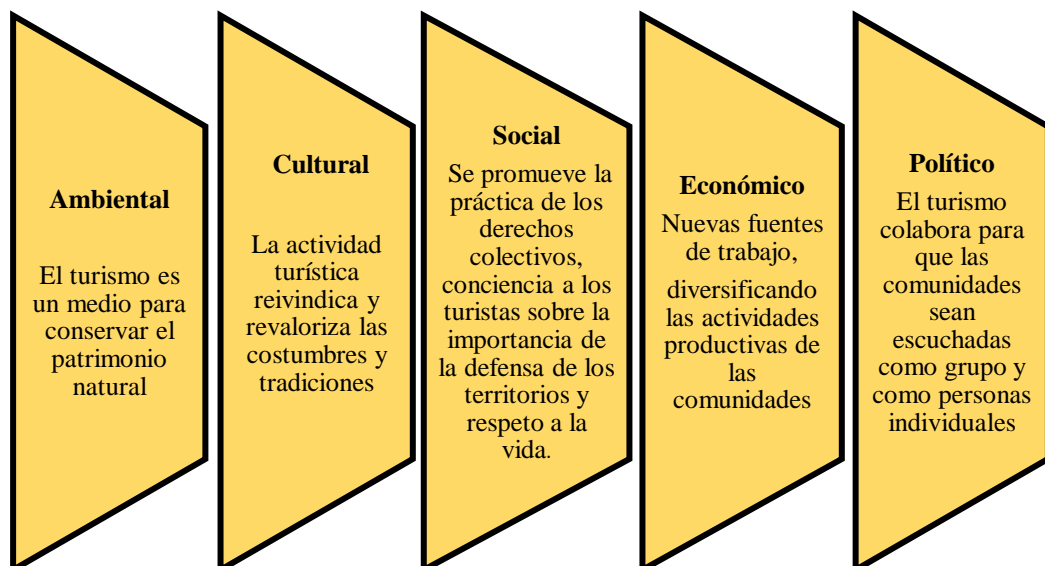 Ambiental
El turismo es
un medio para
conservar el
patrimonio
natural
Cultural
La actividad
turística
reivindica y
revaloriza las
costumbres y
tradiciones
Social
Se promueve la
práctica de los
derechos
colectivos,
conciencia a los
turistas sobre la
importancia de
la defensa de los
territorios y
respeto a la
vida.
Económico
Nuevas fuentes
de trabajo,
diversificando
las actividades
productivas de
las
comunidades
Político
El turismo
colabora para
que las
comunidades
sean
escuchadas
como grupo y
como personas
individuales